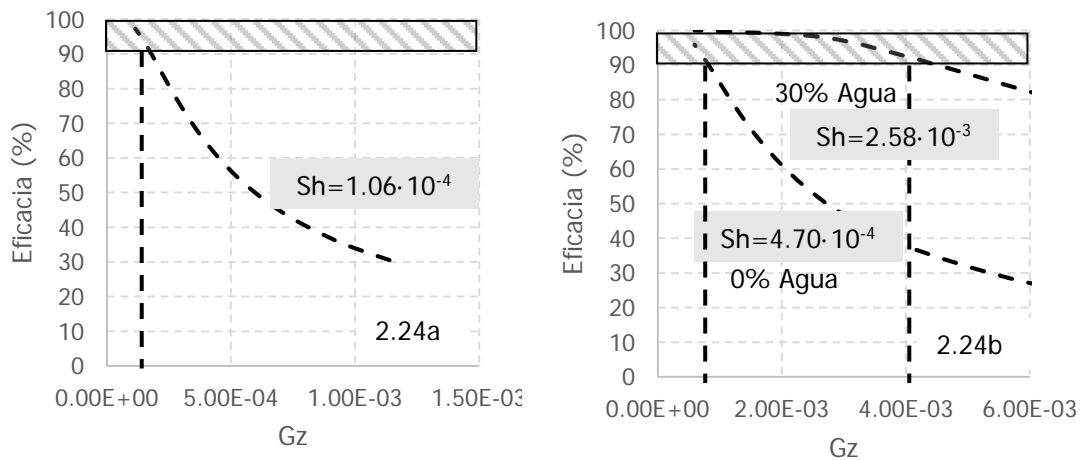 100
90
80
70
60
50
40
30
20
10
0
Eficacia (%)
Sh=1.06·10-4
2.24a
0.00E+00 5.00E-04 1.00E-03 1.50E-03
Gz
100
90
80
70
60
50
40
30
20
10
0
Eficacia (%)
30% Agua
Sh=2.58·10-3
Sh=4.70·10-4
0% Agua
2.24b
0.00E+00 2.00E-03 4.00E-03 6.00E-03
Gz